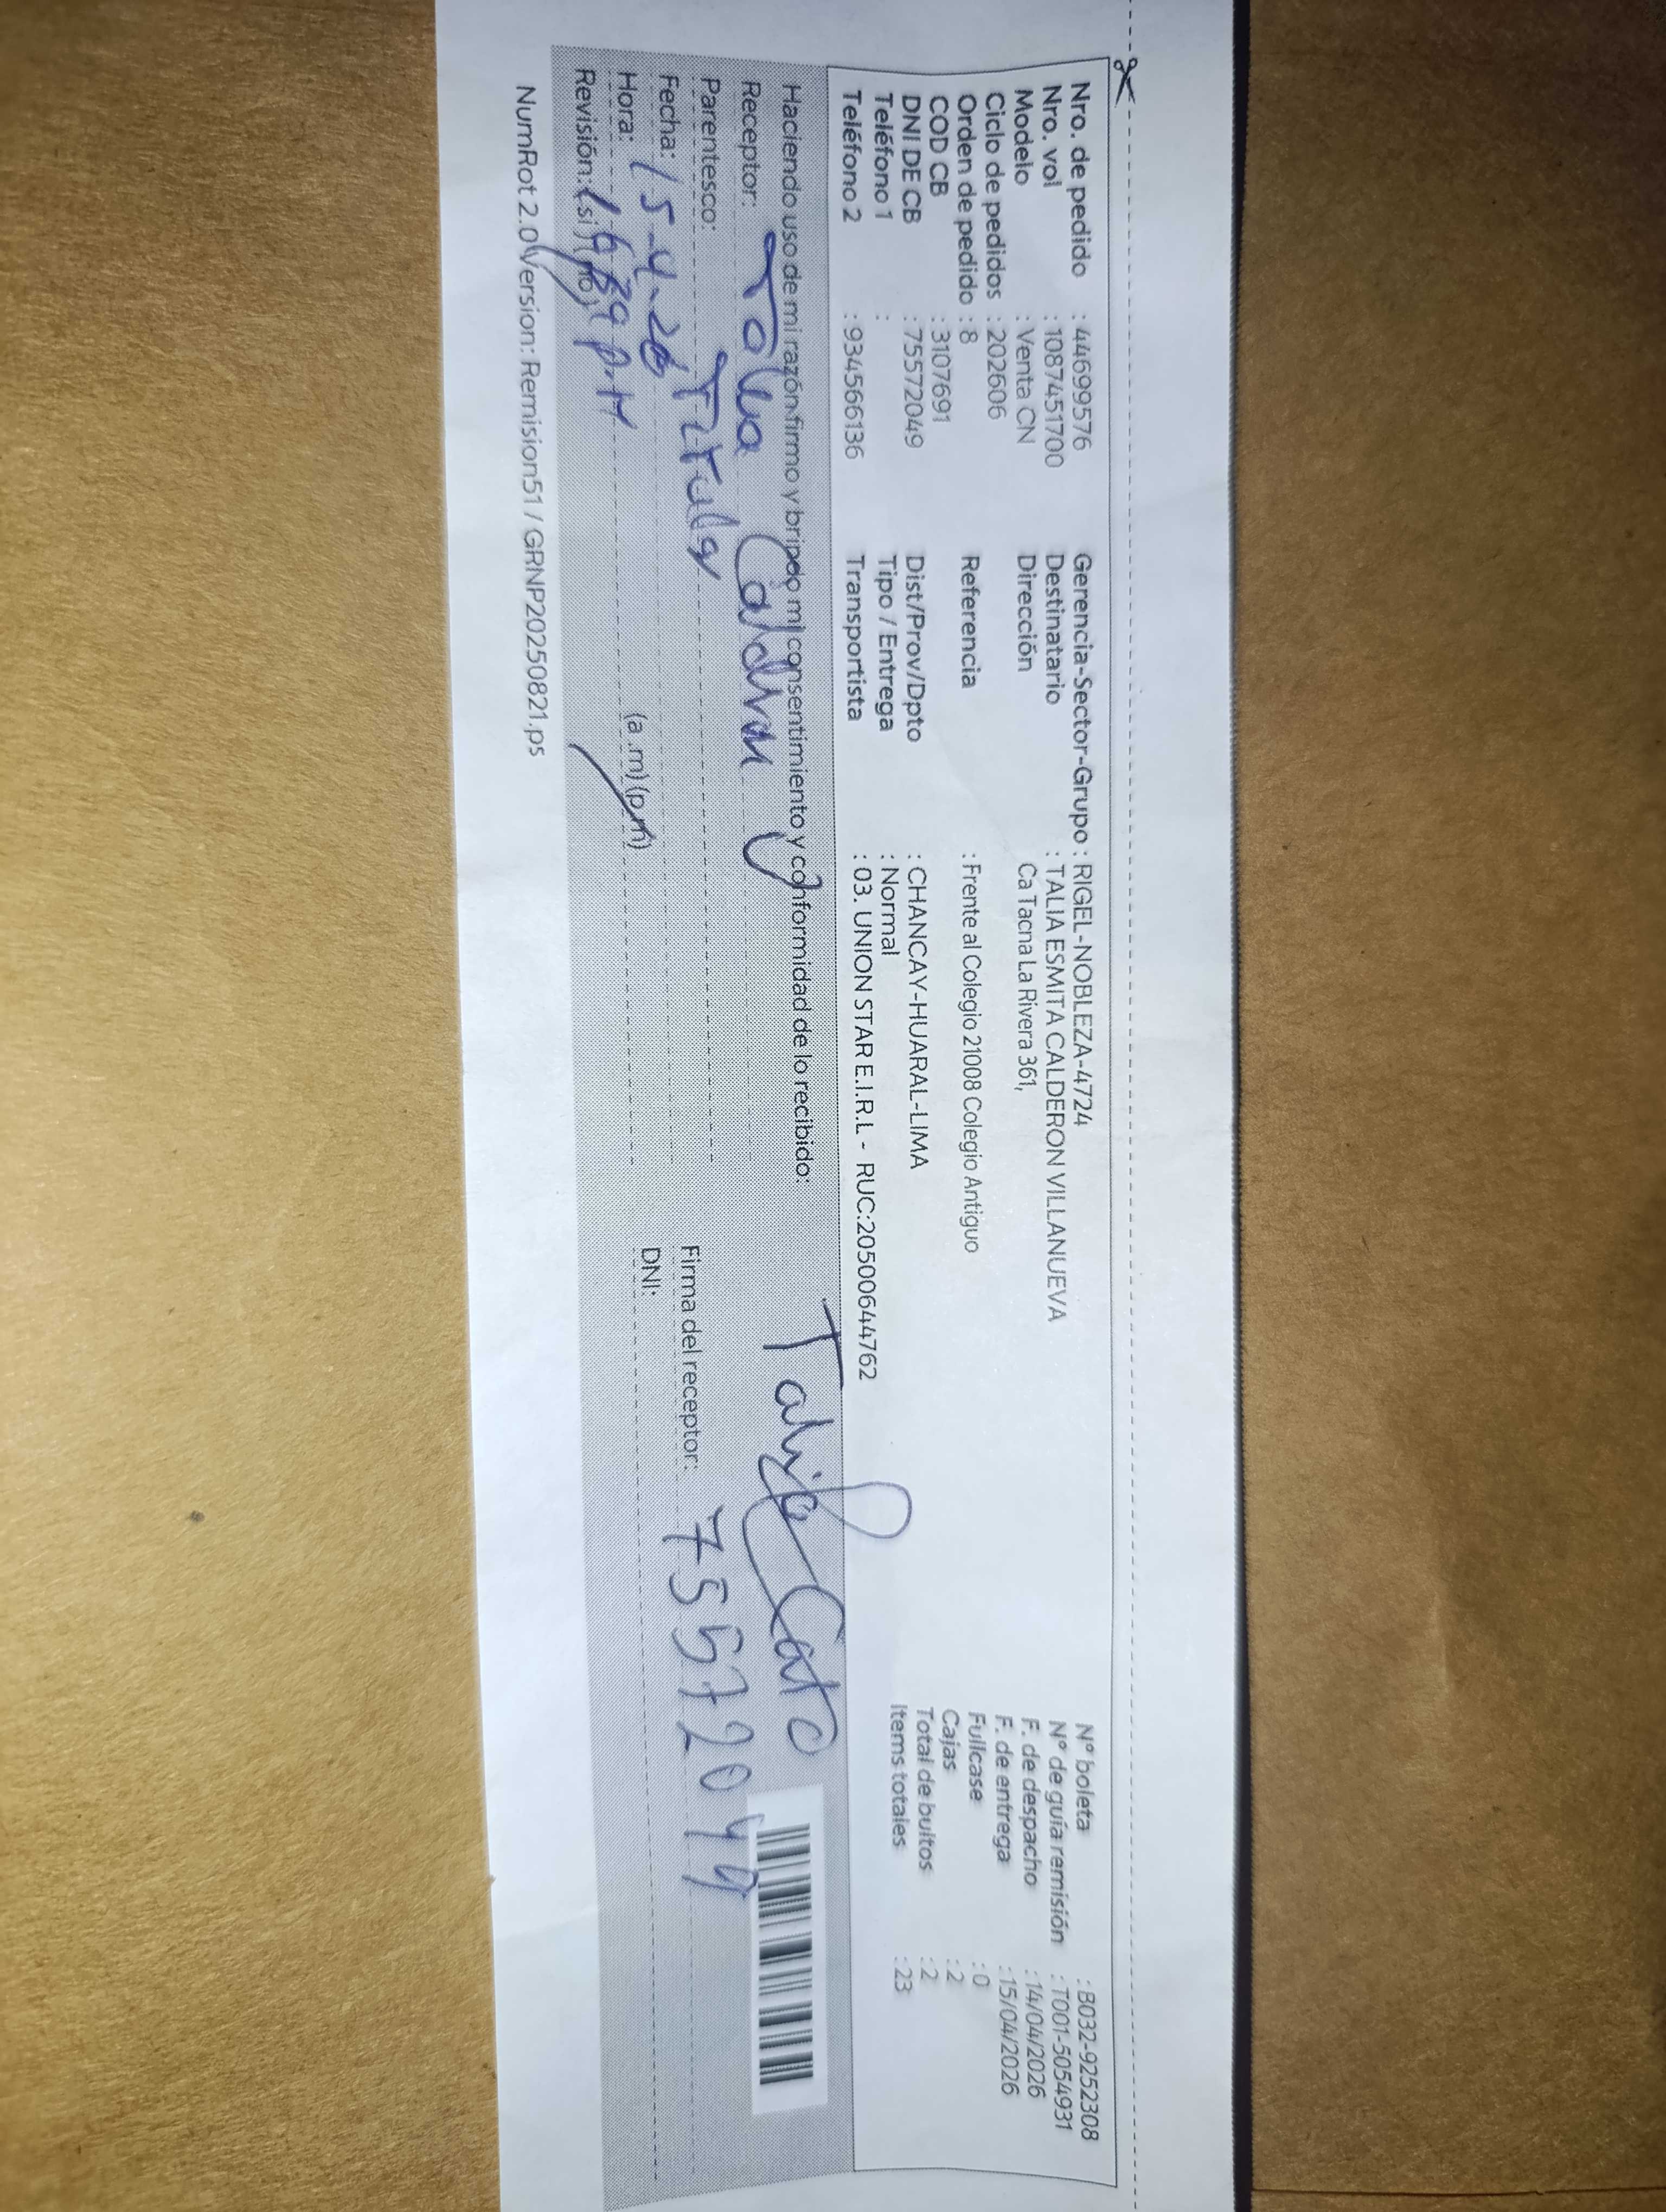 Nro. de pedido : 44699576
Nro. vol : 1087451700
Modelo : Venta CN
Ciclo de pedidos : 202606
Orden de pedido : 8
COD CB : 3107691
DNI DE CB : 75572049
Teléfono 1 :
Teléfono 2 : 934566136
Gerencia-Sector-Grupo : RIGEL-NOBLEZA-4724
Destinatario : TALIA ESMITA CALDERON VILLANUEVA
Dirección Ca Tacna La Rivera 361,
Referencia : Frente al Colegio 21008 Colegio Antiguo
Dist/Prov/Dpto : CHANCAY-HUARAL-LIMA
Tipo / Entrega : Normal
Transportista : 03. UNION STAR E.I.R.L - RUC:20500644762
N° boleta : B032-9252308
N° de guía remisión : T001-5054931
F. de despacho : 14/04/2026
F. de entrega : 15/04/2026
Fullcase : 0
Cajas : 2
Total de bultos : 2
Items totales : 23
Haciendo uso de mi razón firmo y brindo mi consentimiento y conformidad de lo recibido:
Receptor:
Parentesco: Titular
Fecha: 15-4-26
Hora: (a .m) (p.m)
Revisión: (si) (no)
Firma del receptor:
DNI: 75572049
NumRot 2.0 Version: Remision51 / GRNP20250821.ps